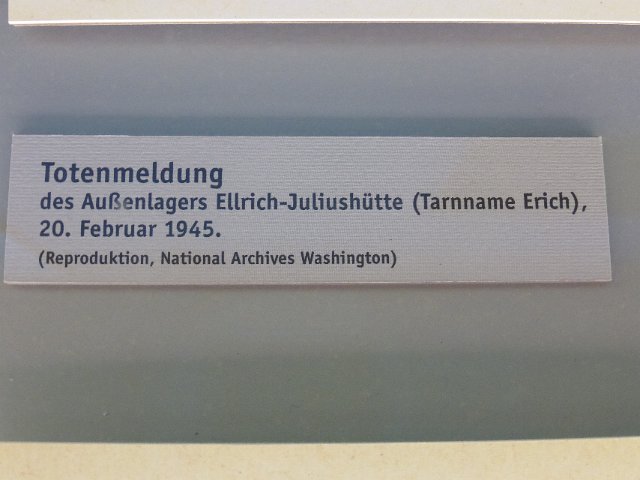 Totenmeldung
des Außenlagers Ellrich-Juliushütte (Tarnname Erich),
20. Februar 1945.
(Reproduktion, National Archives Washington)